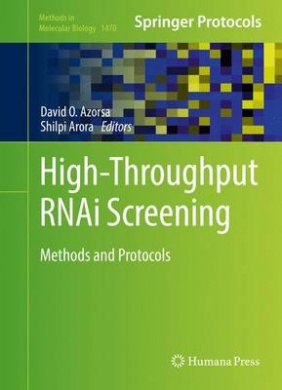 Methods in
Molecular Biology 1470
Springer Protocols
David O. Azorsa
Shilpi Arora Editors
High-Throughput
RNAi Screening
Methods and Protocols
Humana Press